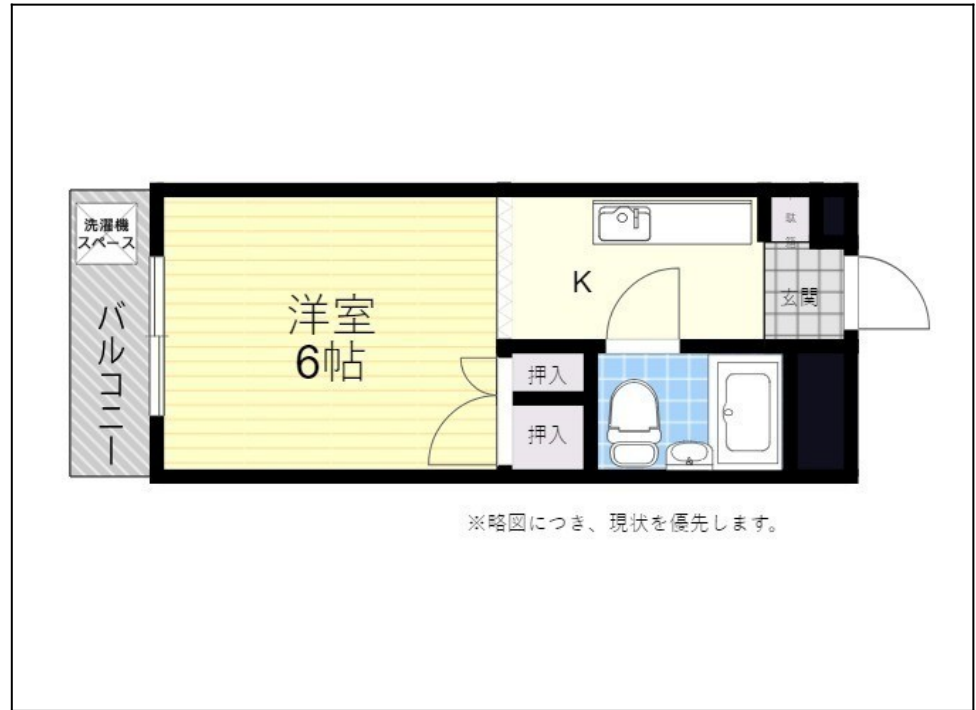 洗濯機
スペース
バルコニー
洋室
6帖
K
玄関
押入
押入
※略図につき、現状を優先します。